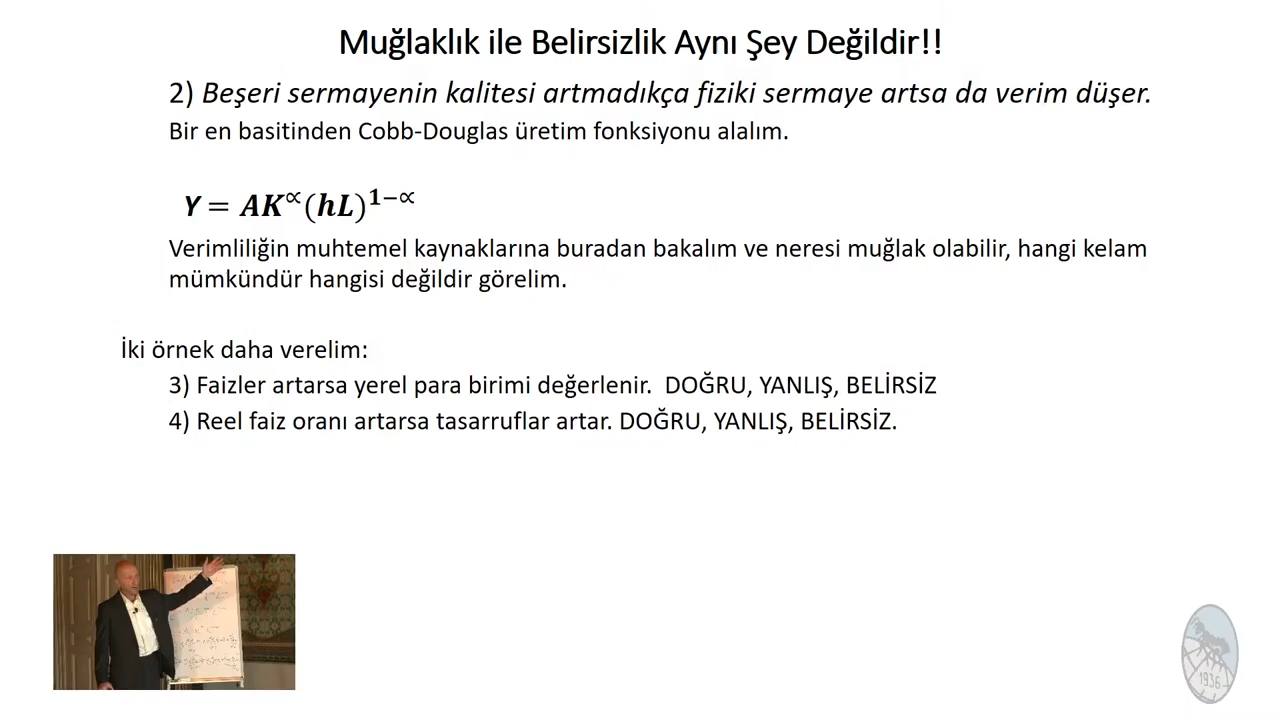 Muğlaklık ile Belirsizlik Aynı Şey Değildir!!
2) Beşeri sermayenin kalitesi artmadıkça fiziki sermaye artsa da verim düşer.
Bir en basitinden Cobb-Douglas üretim fonksiyonu alalım.
Y = AK^∝(hL)^1−∝
Verimliliğin muhtemel kaynaklarına buradan bakalım ve neresi muğlak olabilir, hangi kelam
mümkündür hangisi değildir görelim.
İki örnek daha verelim:
3) Faizler artarsa yerel para birimi değerlenir. DOĞRU, YANLIŞ, BELİRSİZ
4) Reel faiz oranı artarsa tasarruflar artar. DOĞRU, YANLIŞ, BELİRSİZ.
1936